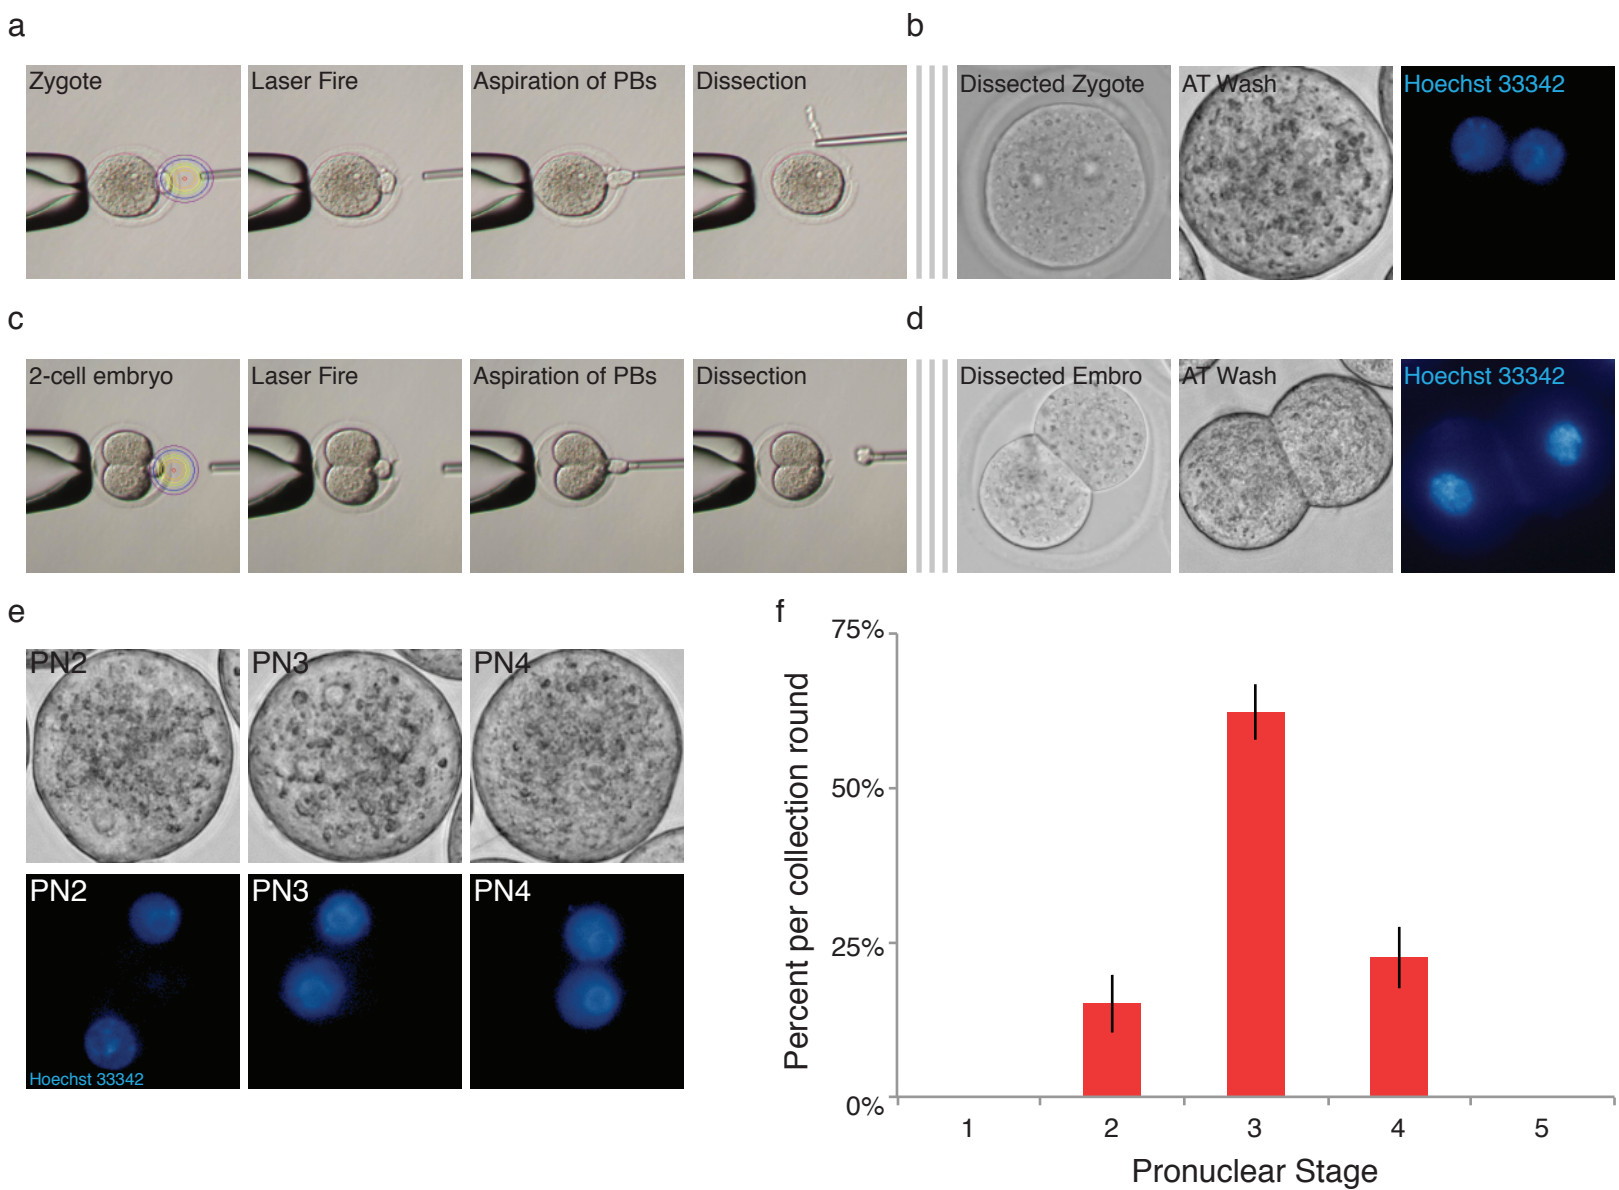 a
Zygote
Laser Fire
Aspiration of PBs
Dissection
b
Dissected Zygote
AT Wash
Hoechst 33342
c
2-cell embryo
Laser Fire
Aspiration of PBs
Dissection
d
Dissected Embro
AT Wash
Hoechst 33342
e
PN2
PN3
PN4
PN2
PN3
PN4
Hoechst 33342
f
Percent per collection round
75%
50%
25%
0%
1
2
3
4
5
Pronuclear Stage